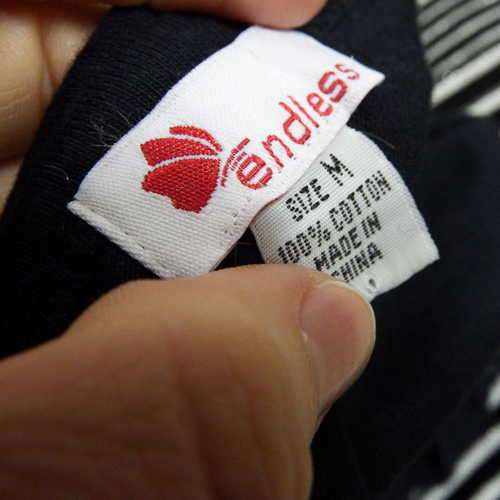 endless
SIZE M
100% COTTON
MADE IN
CHINA